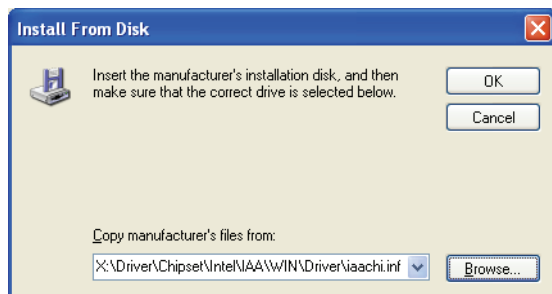 Install From Disk
Insert the manufacturer's installation disk, and then
make sure that the correct drive is selected below.
OK
Cancel
Copy manufacturer's files from:
X:\Driver\Chipset\Intel\IAA\WIN\Driver\iaachi.inf
Browse...